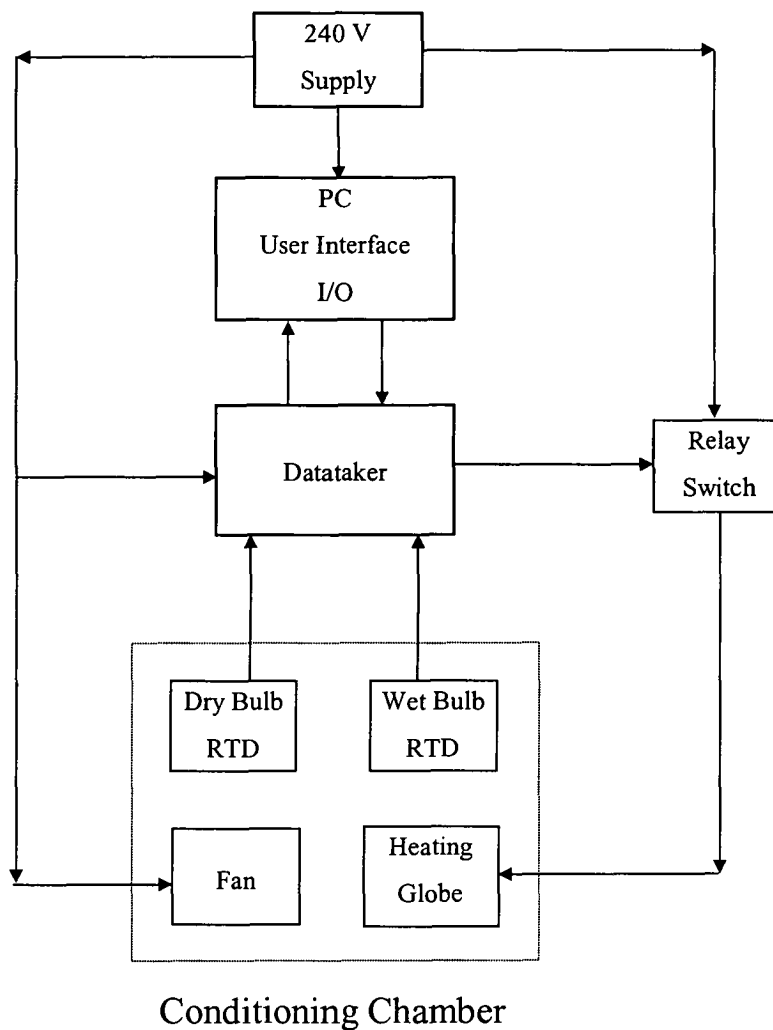 240 V
Supply
PC
User Interface
I/O
Datataker
Relay
Switch
Dry Bulb
RTD
Wet Bulb
RTD
Fan
Heating
Globe
Conditioning Chamber